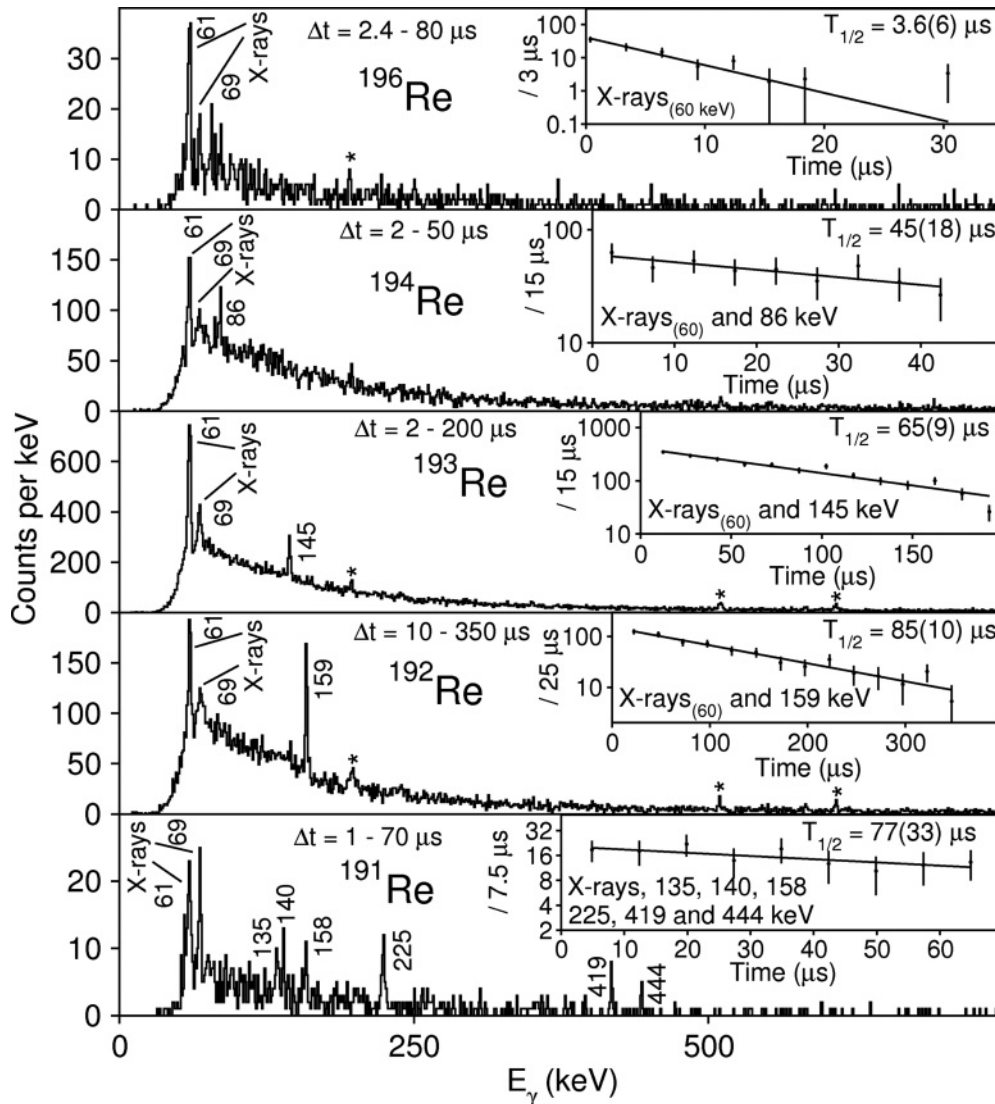 Counts per keV
61
X-rays
69
Δt = 2.4 - 80 μs
196Re
*
40
30
20
10
0
/ 3 μs
100
10
1
0.1
T1/2 = 3.6(6) μs
X-rays(60 keV)
0 10 20 30
Time (μs)
61
69
X-rays
86
Δt = 2 - 50 μs
194Re
150
100
50
0
/ 15 μs
100
10
T1/2 = 45(18) μs
X-rays(60) and 86 keV
0 10 20 30 40
Time (μs)
61
69
X-rays
145
Δt = 2 - 200 μs
193Re
* * *
600
400
200
0
/ 15 μs
1000
100
10
T1/2 = 65(9) μs
X-rays(60) and 145 keV
0 50 100 150
Time (μs)
61
69
X-rays
159
Δt = 10 - 350 μs
192Re
* * *
150
100
50
0
/ 25 μs
100
10
T1/2 = 85(10) μs
X-rays(60) and 159 keV
0 100 200 300
Time (μs)
X-rays
69
61
135
140
158
225
419
444
Δt = 1 - 70 μs
191Re
20
10
0
/ 7.5 μs
32
16
8
4
2
T1/2 = 77(33) μs
X-rays, 135, 140, 158
225, 419 and 444 keV
0 10 20 30 40 50 60
Time (μs)
0 250 500
Eγ (keV)